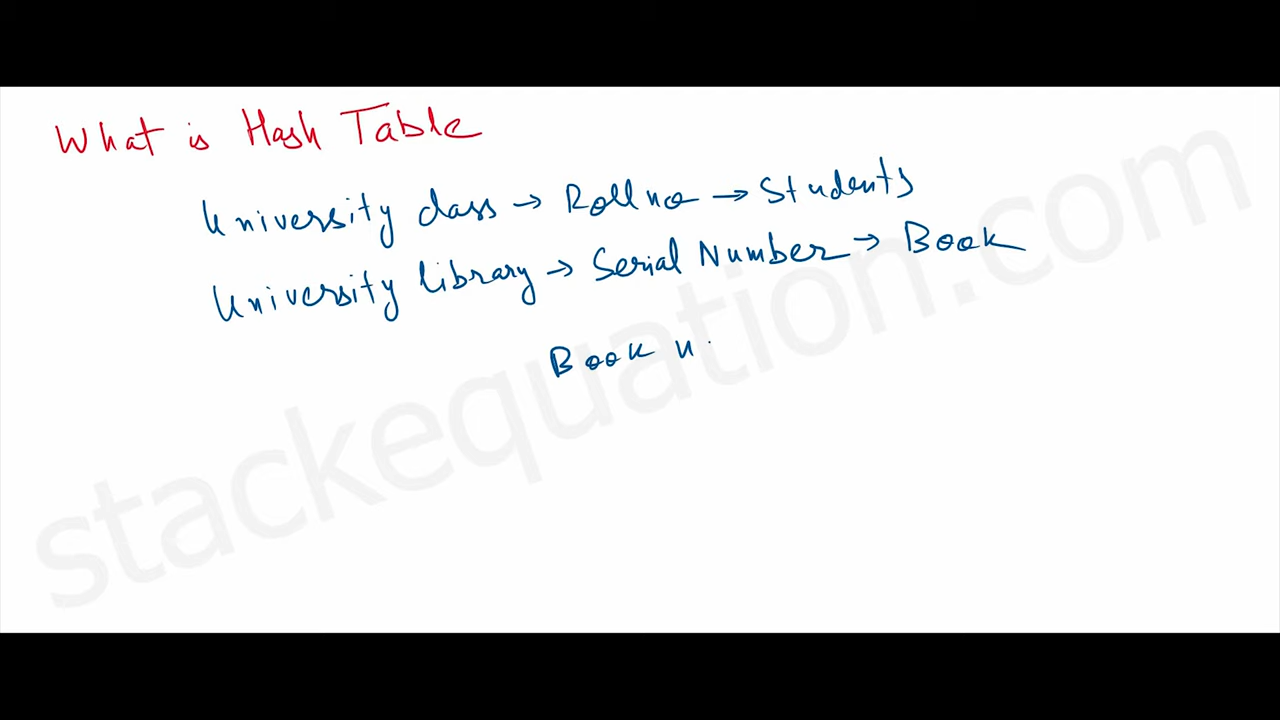 What is Hash Table
University class → Roll no → Students
University library → Serial Number → Book
Book n
stackequation.com